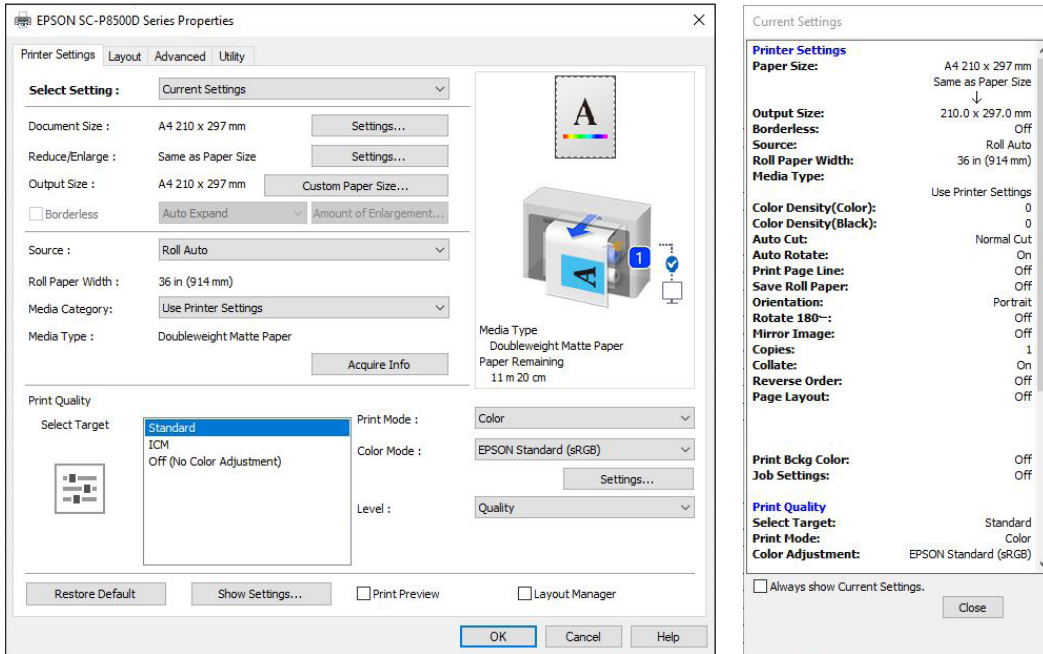 EPSON SC-P8500D Series Properties
Printer Settings Layout Advanced Utility
Select Setting : Current Settings
Document Size : A4 210 x 297 mm Settings...
Reduce/Enlarge : Same as Paper Size Settings...
Output Size : A4 210 x 297 mm Custom Paper Size...
Borderless Auto Expand Amount of Enlargement...
Source : Roll Auto
Roll Paper Width : 36 in (914 mm)
Media Category: Use Printer Settings
Media Type : Doubleweight Matte Paper
Acquire Info
A
1
A
Media Type
Doubleweight Matte Paper
Paper Remaining
11 m 20 cm
Print Quality
Select Target
Standard
ICM
Off (No Color Adjustment)
Print Mode : Color
Color Mode : EPSON Standard (sRGB)
Settings...
Level : Quality
Restore Default Show Settings... Print Preview Layout Manager
OK Cancel Help
Current Settings
Printer Settings
Paper Size: A4 210 x 297 mm
Same as Paper Size
↓
Output Size: 210.0 x 297.0 mm
Borderless: Off
Source: Roll Auto
Roll Paper Width: 36 in (914 mm)
Media Type:
Use Printer Settings
Color Density(Color): 0
Color Density(Black): 0
Auto Cut: Normal Cut
Auto Rotate: On
Print Page Line: Off
Save Roll Paper: Off
Orientation: Portrait
Rotate 180~: Off
Mirror Image: Off
Copies: 1
Collate: On
Reverse Order: Off
Page Layout: Off
Print Bckg Color: Off
Job Settings: Off
Print Quality
Select Target: Standard
Print Mode: Color
Color Adjustment: EPSON Standard (sRGB)
Always show Current Settings.
Close